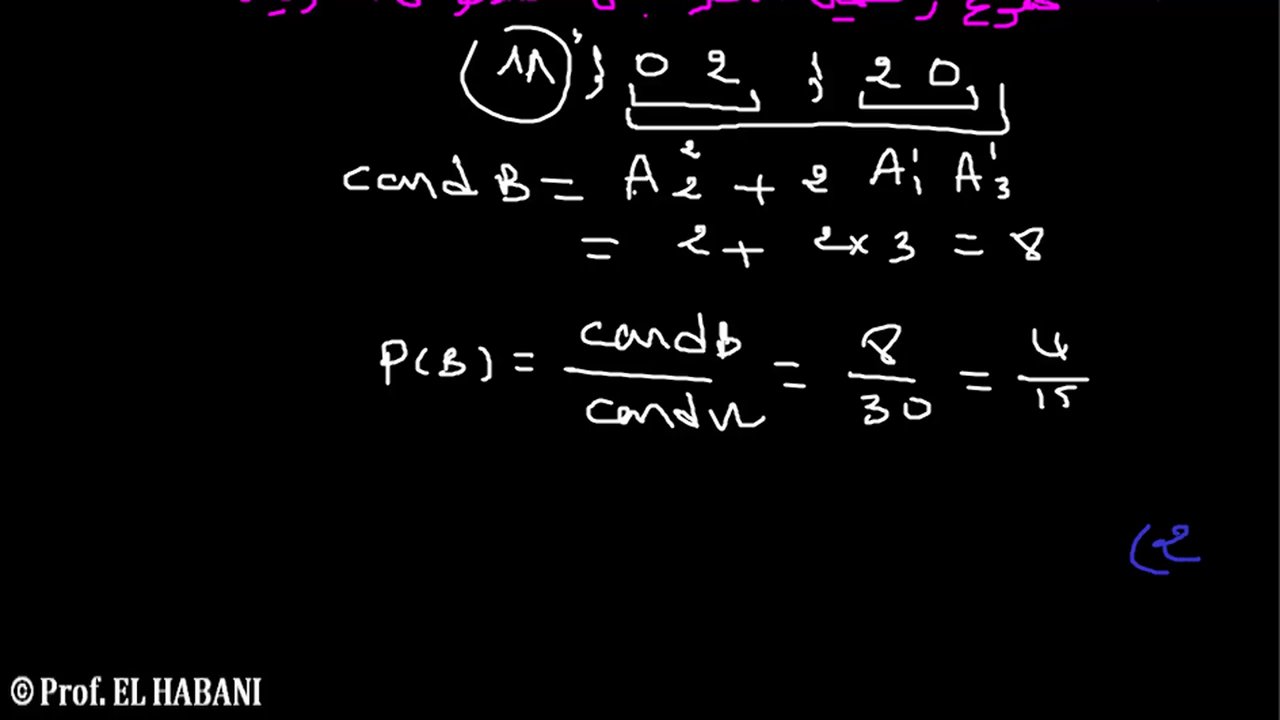 11 ; 0 2 ; 2 0
card B = A₂² + 2 A₁¹ A₃¹
= 2 + 2 × 3 = 8
P(B) = card B / card Ω = 8/30 = 4/15
(2
© Prof. EL HABANI